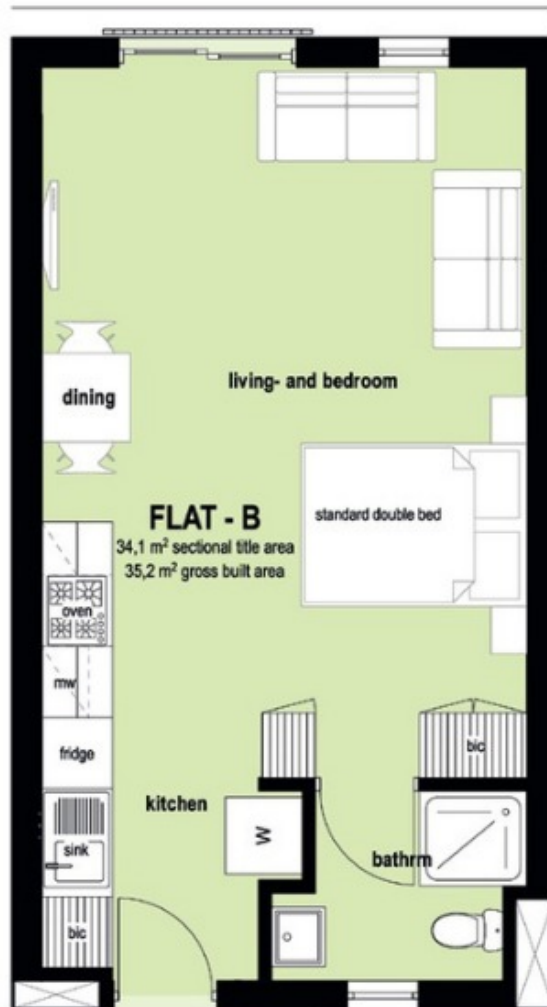 living- and bedroom
dining
FLAT - B
34,1 m² sectional title area
35,2 m² gross built area
standard double bed
oven
mw
fridge
bic
kitchen
W
sink
bathrm
bic